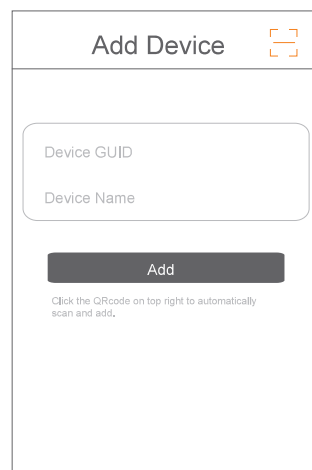 Add Device
Device GUID
Device Name
Add
Click the QRcode on top right to automatically
scan and add.